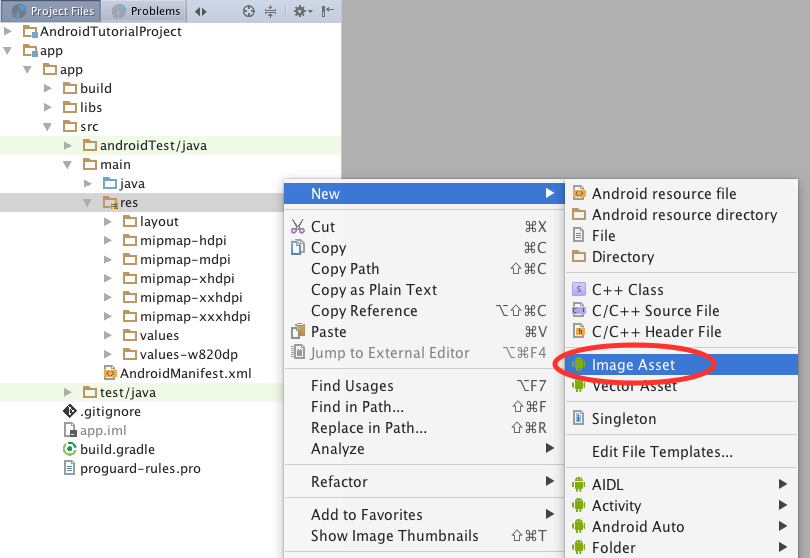 Project Files
Problems
AndroidTutorialProject
app
app
build
libs
src
androidTest/java
main
java
res
layout
mipmap-hdpi
mipmap-mdpi
mipmap-xhdpi
mipmap-xxhdpi
mipmap-xxxhdpi
values
values-w820dp
AndroidManifest.xml
test/java
.gitignore
app.iml
build.gradle
proguard-rules.pro
New
Cut ⌘X
Copy ⌘C
Copy Path ⇧⌘C
Copy as Plain Text
Copy Reference ⌥⇧⌘C
Paste ⌘V
Jump to External Editor ⌥⌘F4
Find Usages ⌥F7
Find in Path... ⇧⌘F
Replace in Path... ⇧⌘R
Analyze
Refactor
Add to Favorites
Show Image Thumbnails ⇧⌘T
Android resource file
Android resource directory
File
Directory
C++ Class
C/C++ Source File
C/C++ Header File
Image Asset
Vector Asset
Singleton
Edit File Templates...
AIDL
Activity
Android Auto
Folder